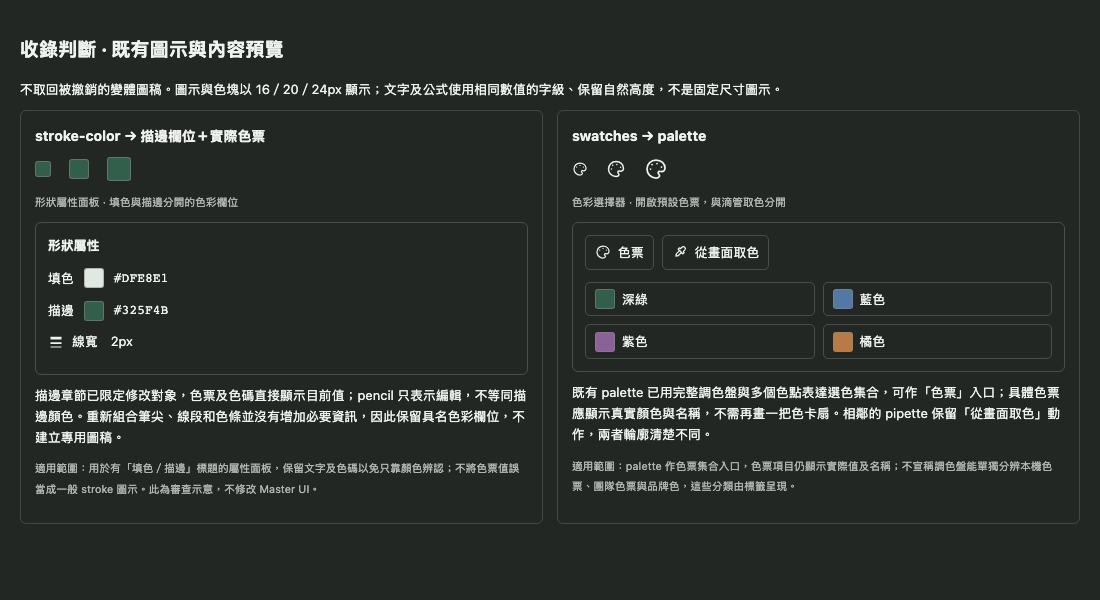 收錄判斷 · 既有圖示與內容預覽
不取回被撤銷的變體圖稿。圖示與色塊以 16 / 20 / 24px 顯示；文字及公式使用相同數值的字級、保留自然高度，不是固定尺寸圖示。
stroke-color → 描邊欄位＋實際色票
形狀屬性面板 · 填色與描邊分開的色彩欄位
形狀屬性
填色 #DFE8E1
描邊 #325F4B
線寬 2px
描邊章節已限定修改對象，色票及色碼直接顯示目前值；pencil 只表示編輯，不等同描
邊顏色。重新組合筆尖、線段和色條並沒有增加必要資訊，因此保留具名色彩欄位，不
建立專用圖稿。
適用範圍：用於有「填色 / 描邊」標題的屬性面板，保留文字及色碼以免只靠顏色辨認；不將色票值誤
當成一般 stroke 圖示。此為審查示意，不修改 Master UI。
swatches → palette
色彩選擇器 · 開啟預設色票，與滴管取色分開
色票 從畫面取色
深綠 藍色
紫色 橘色
既有 palette 已用完整調色盤與多個色點表達選色集合，可作「色票」入口；具體色票
應顯示真實顏色與名稱，不需再畫一把色卡扇。相鄰的 pipette 保留「從畫面取色」動
作，兩者輪廓清楚不同。
適用範圍：palette 作色票集合入口，色票項目仍顯示實際值及名稱；不宣稱調色盤能單獨分辨本機色
票、團隊色票與品牌色，這些分類由標籤呈現。